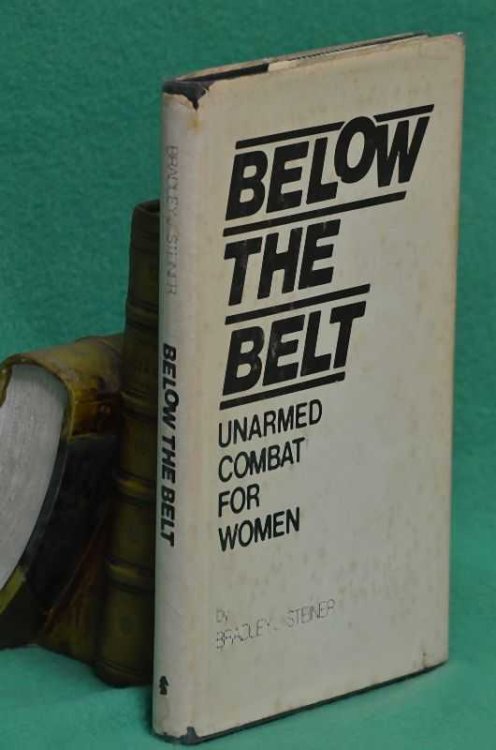 BELOW
THE
BELT
UNARMED
COMBAT
FOR
WOMEN
by
BRADLEY J. STEINER
BRADLEY J. STEINER
BELOW THE BELT